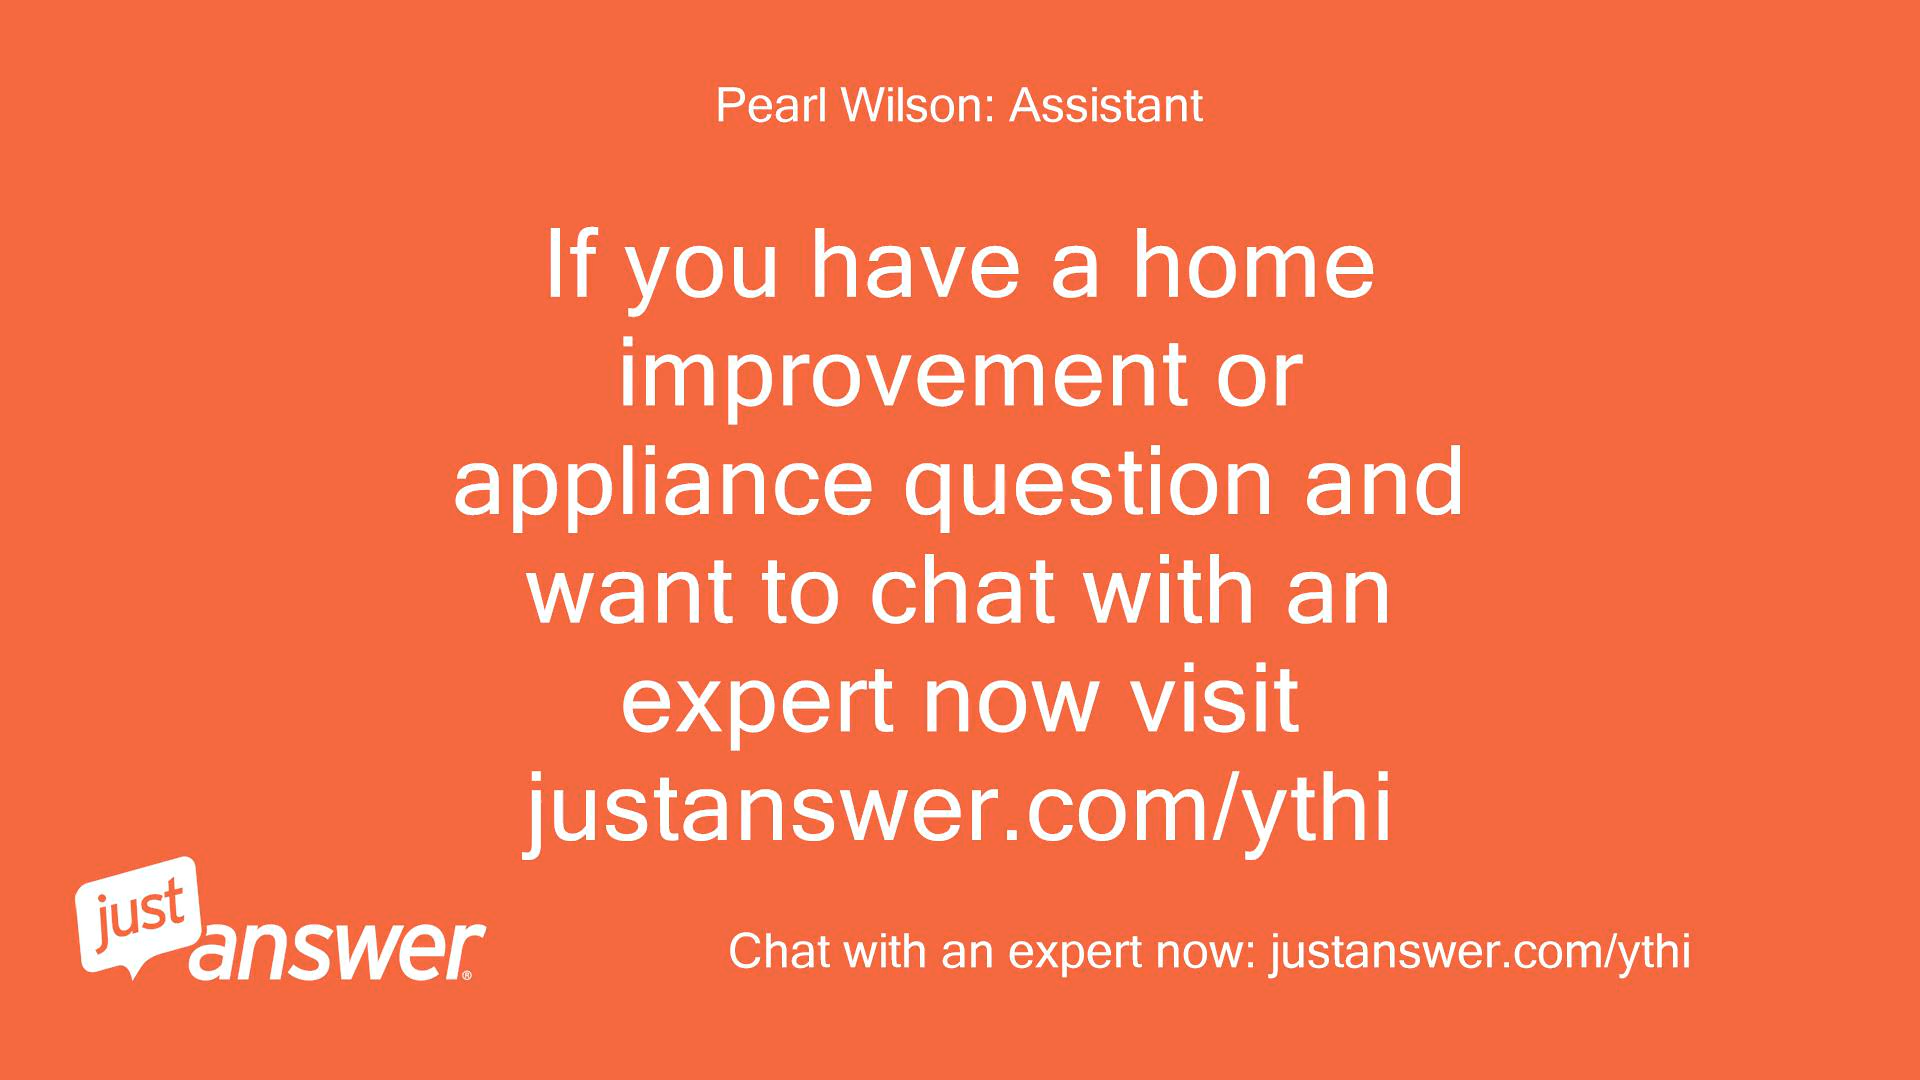 Pearl Wilson: Assistant
If you have a home
improvement or
appliance question and
want to chat with an
expert now visit
justanswer.com/ythi
just
answer®
Chat with an expert now: justanswer.com/ythi